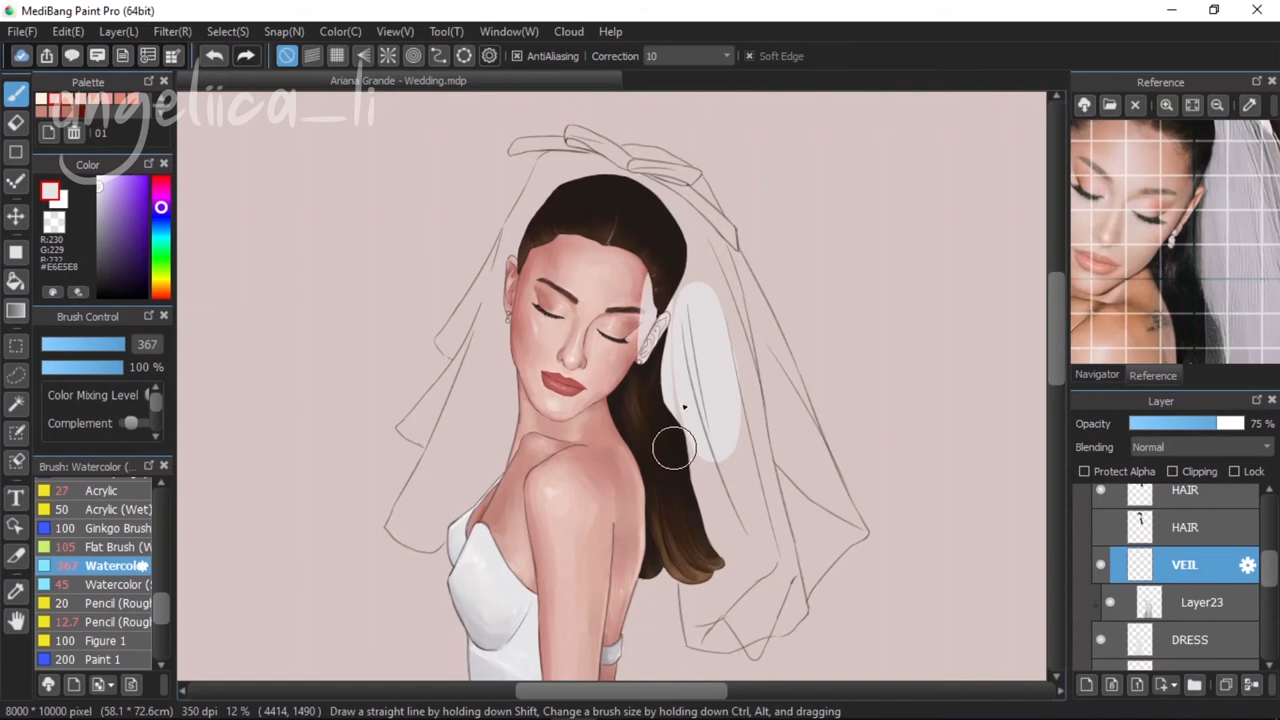 MediBang Paint Pro (64bit)
File(F) Edit(E) Layer(L) Filter(R) Select(S) Snap(N) Color(C) View(V) Tool(T) Window(W) Cloud Help
AntiAliasing Correction 10 Soft Edge
Palette
Ariana Grande - Wedding.mdp
Reference
angeliica_li
01
Color
R:230
G:229
B:232
#E6E5E8
Brush Control
367
100 %
Color Mixing Level
Complement
Navigator Reference
Layer
Opacity 75 %
Blending Normal
Protect Alpha Clipping Lock
HAIR
HAIR
VEIL
Layer23
DRESS
Brush: Watercolor (...
27 Acrylic
50 Acrylic (Wet)
100 Ginkgo Brush
105 Flat Brush (W
367 Watercolo
45 Watercolor (S
20 Pencil (Rough
12.7 Pencil (Rough
100 Figure 1
200 Paint 1
8000 * 10000 pixel (58.1 * 72.6cm) 350 dpi 12 % ( 4414, 1490 ) Draw a straight line by holding down Shift, Change a brush size by holding down Ctrl, Alt, and dragging